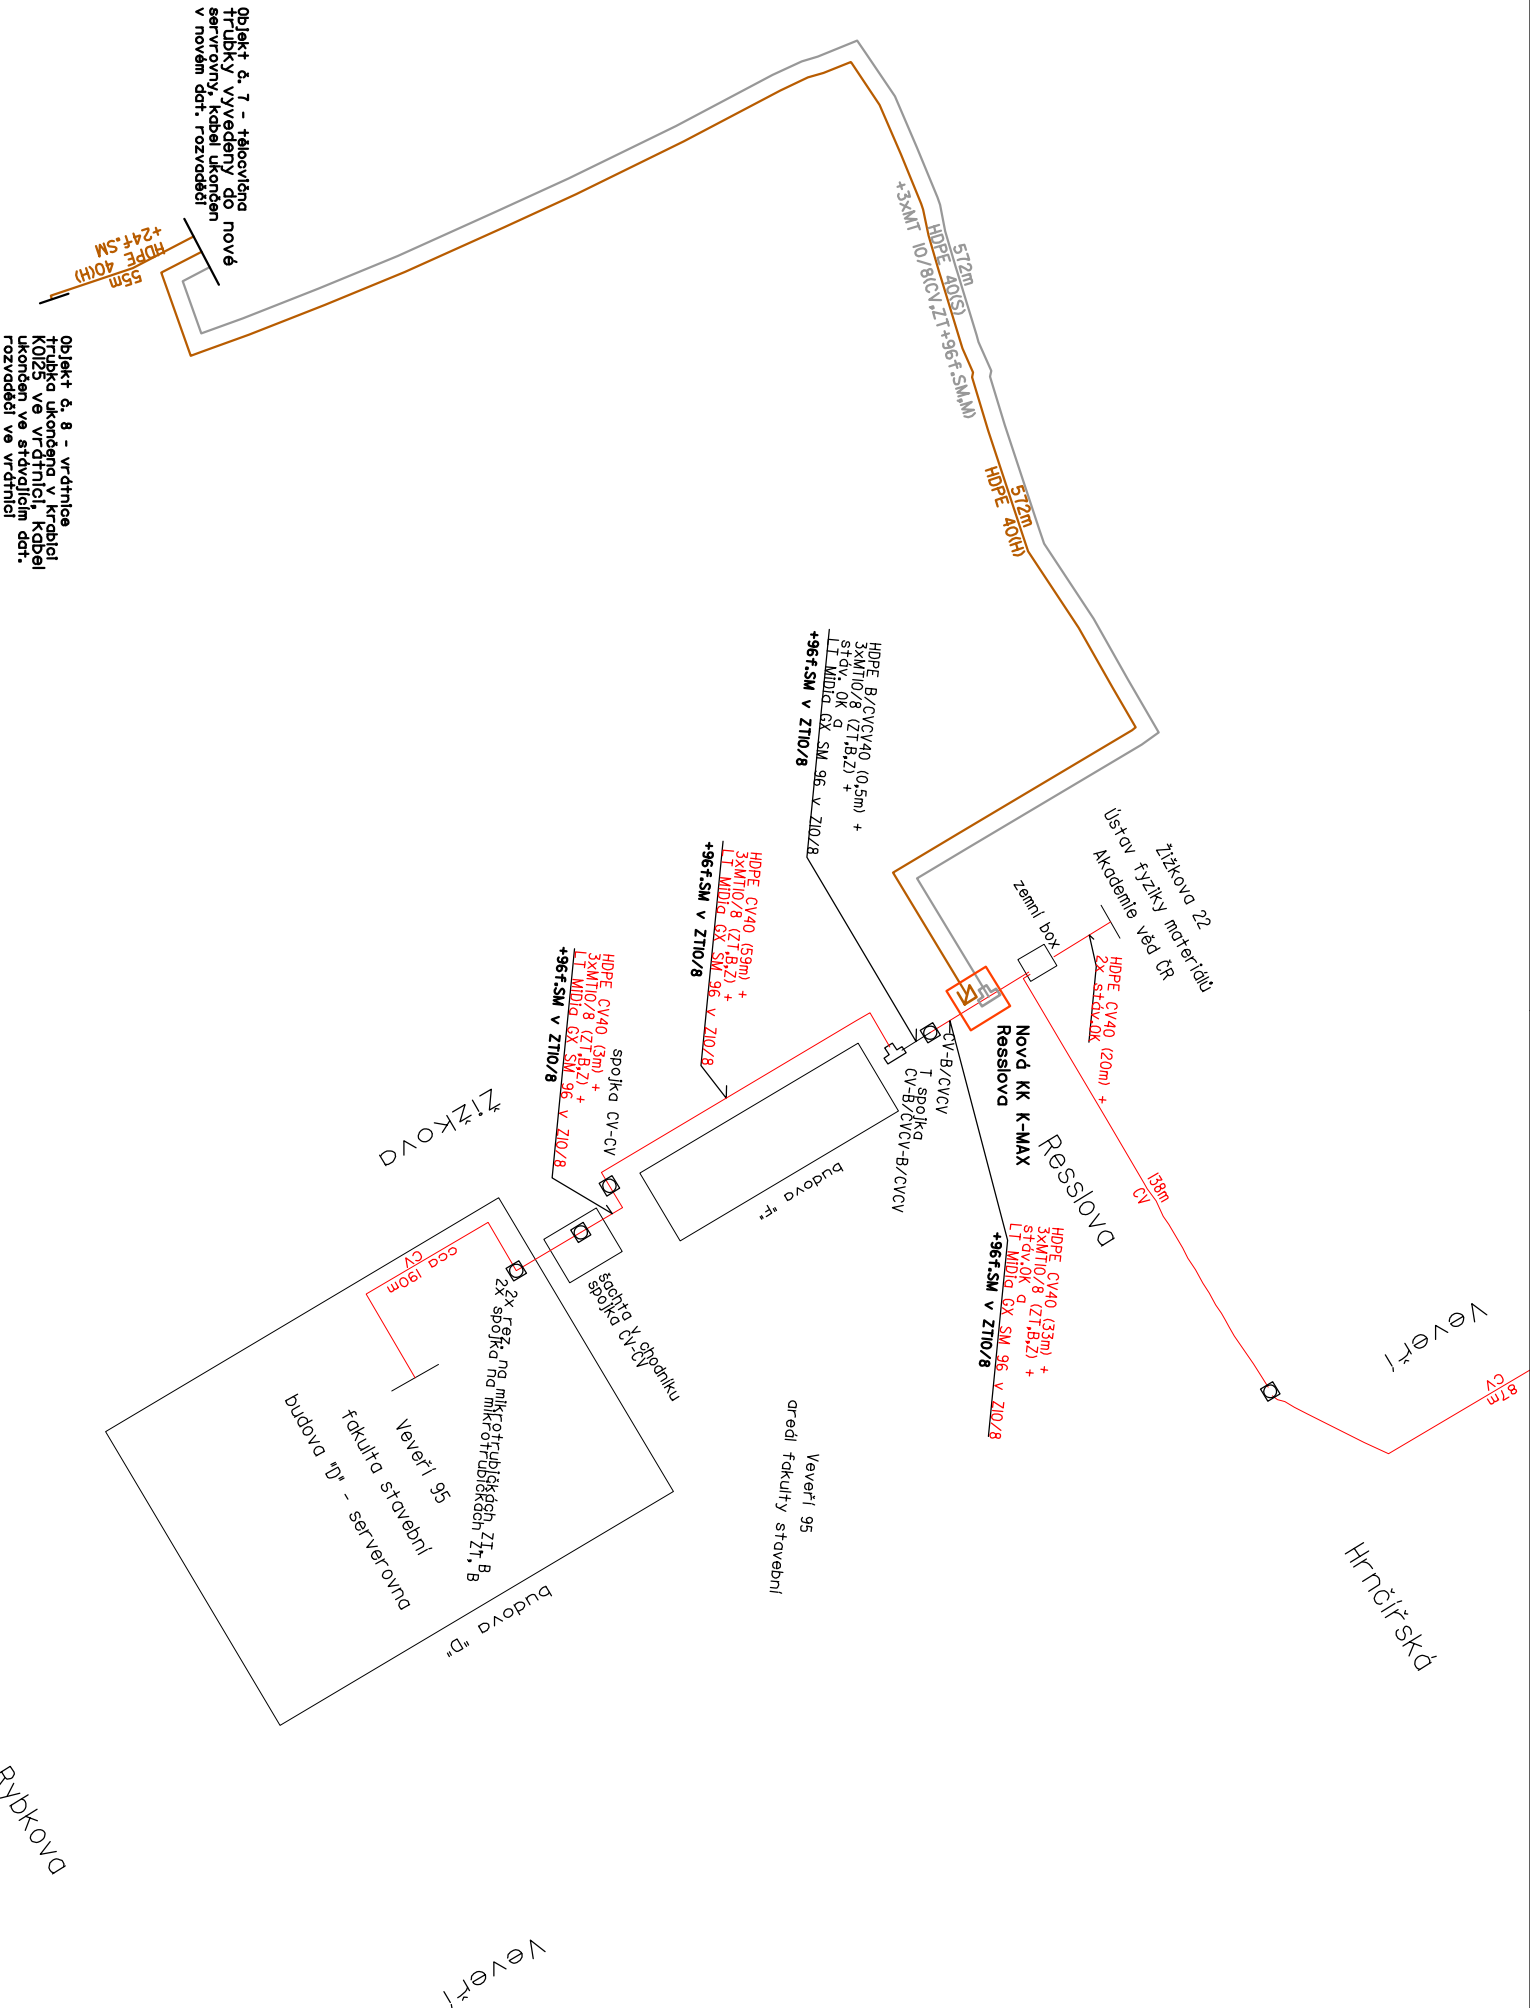 Objekt č. 7 - tělocvična
trubky vyvedeny do nové
servrovny, kabel ukončen
v novém dat. rozvaděči
55m
HDPE 40(H)
+24f.SM
Objekt č. 8 - vrátnice
trubka ukončena v krabici
KO125 ve vrátnici, kabel
ukončen ve stávajícím dat.
rozvaděči ve vrátnici
572m
HDPE 40(S)
+3xMT 10/8(CV,ZT+96f.SM,M)
572m
HDPE 40(H)
HDPE B/CVCV40 (0,5m) +
3xMT10/8 (ZT,B,Z) +
stáv. OK a
LT MiDia GX SM 96 v Z10/8
+96f.SM v ZT10/8
HDPE CV40 (59m) +
3xMT10/8 (ZT,B,Z) +
LT MiDia GX SM 96 v Z10/8
+96f.SM v ZT10/8
HDPE CV40 (3m) +
3xMT10/8 (ZT,B,Z) +
LT MiDia GX SM 96 v Z10/8
+96f.SM v ZT10/8
spojka CV-CV
Žižkova 22
Ústav fyziky materiálů
Akademie věd ČR
zemní box
HDPE CV40 (20m) +
2x stáv.OK
Nová KK K-MAX
Resslova
CV-B/CVCV
T spojka
CV-B/CVCV-B/CVCV
Resslova
138m
CV
HDPE CV40 (33m) +
3xMT10/8 (ZT,B,Z) +
stáv.OK a
LT MiDia GX SM 96 v Z10/8
+96f.SM v ZT10/8
budova "F"
Žižkova
šachta v chodníku
spojka CV-CV
2x rez. na mikrotrubičkách ZT, B
2x spojka na mikrotrubičkách ZT, B
cca 190m
CV
Veveří 95
fakulta stavební
budova "D" - serverovna
budova "D"
Veveří 95
areál fakulty stavební
Veveří
87m
CV
Hrnčířská
Rybkova
Veveří